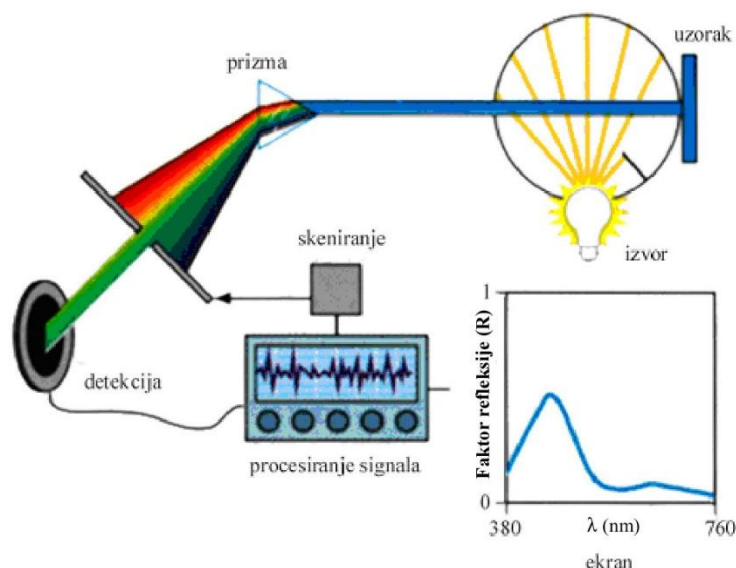 uzorak
prizma
skeniranje
izvor
detekcija
procesiranje signala
1
Faktor refleksije (R)
0
380
λ (nm)
760
ekran